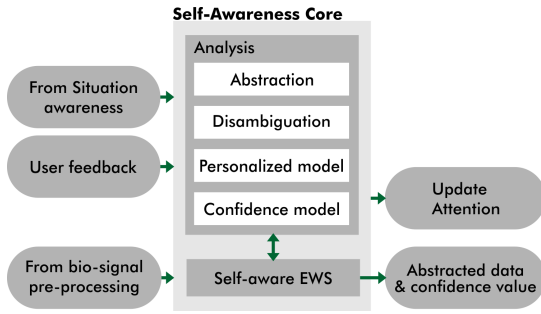 Self-Awareness Core
Analysis
Abstraction
Disambiguation
Personalized model
Confidence model
Self-aware EWS
From Situation
awareness
User feedback
From bio-signal
pre-processing
Update
Attention
Abstracted data
& confidence value